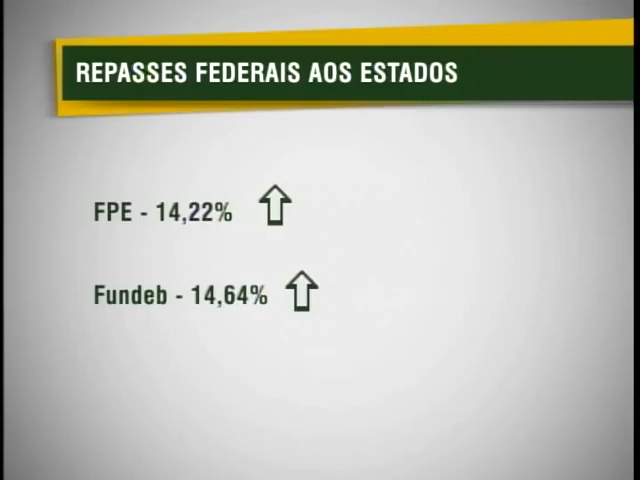 REPASSES FEDERAIS AOS ESTADOS
FPE - 14,22%
Fundeb - 14,64%